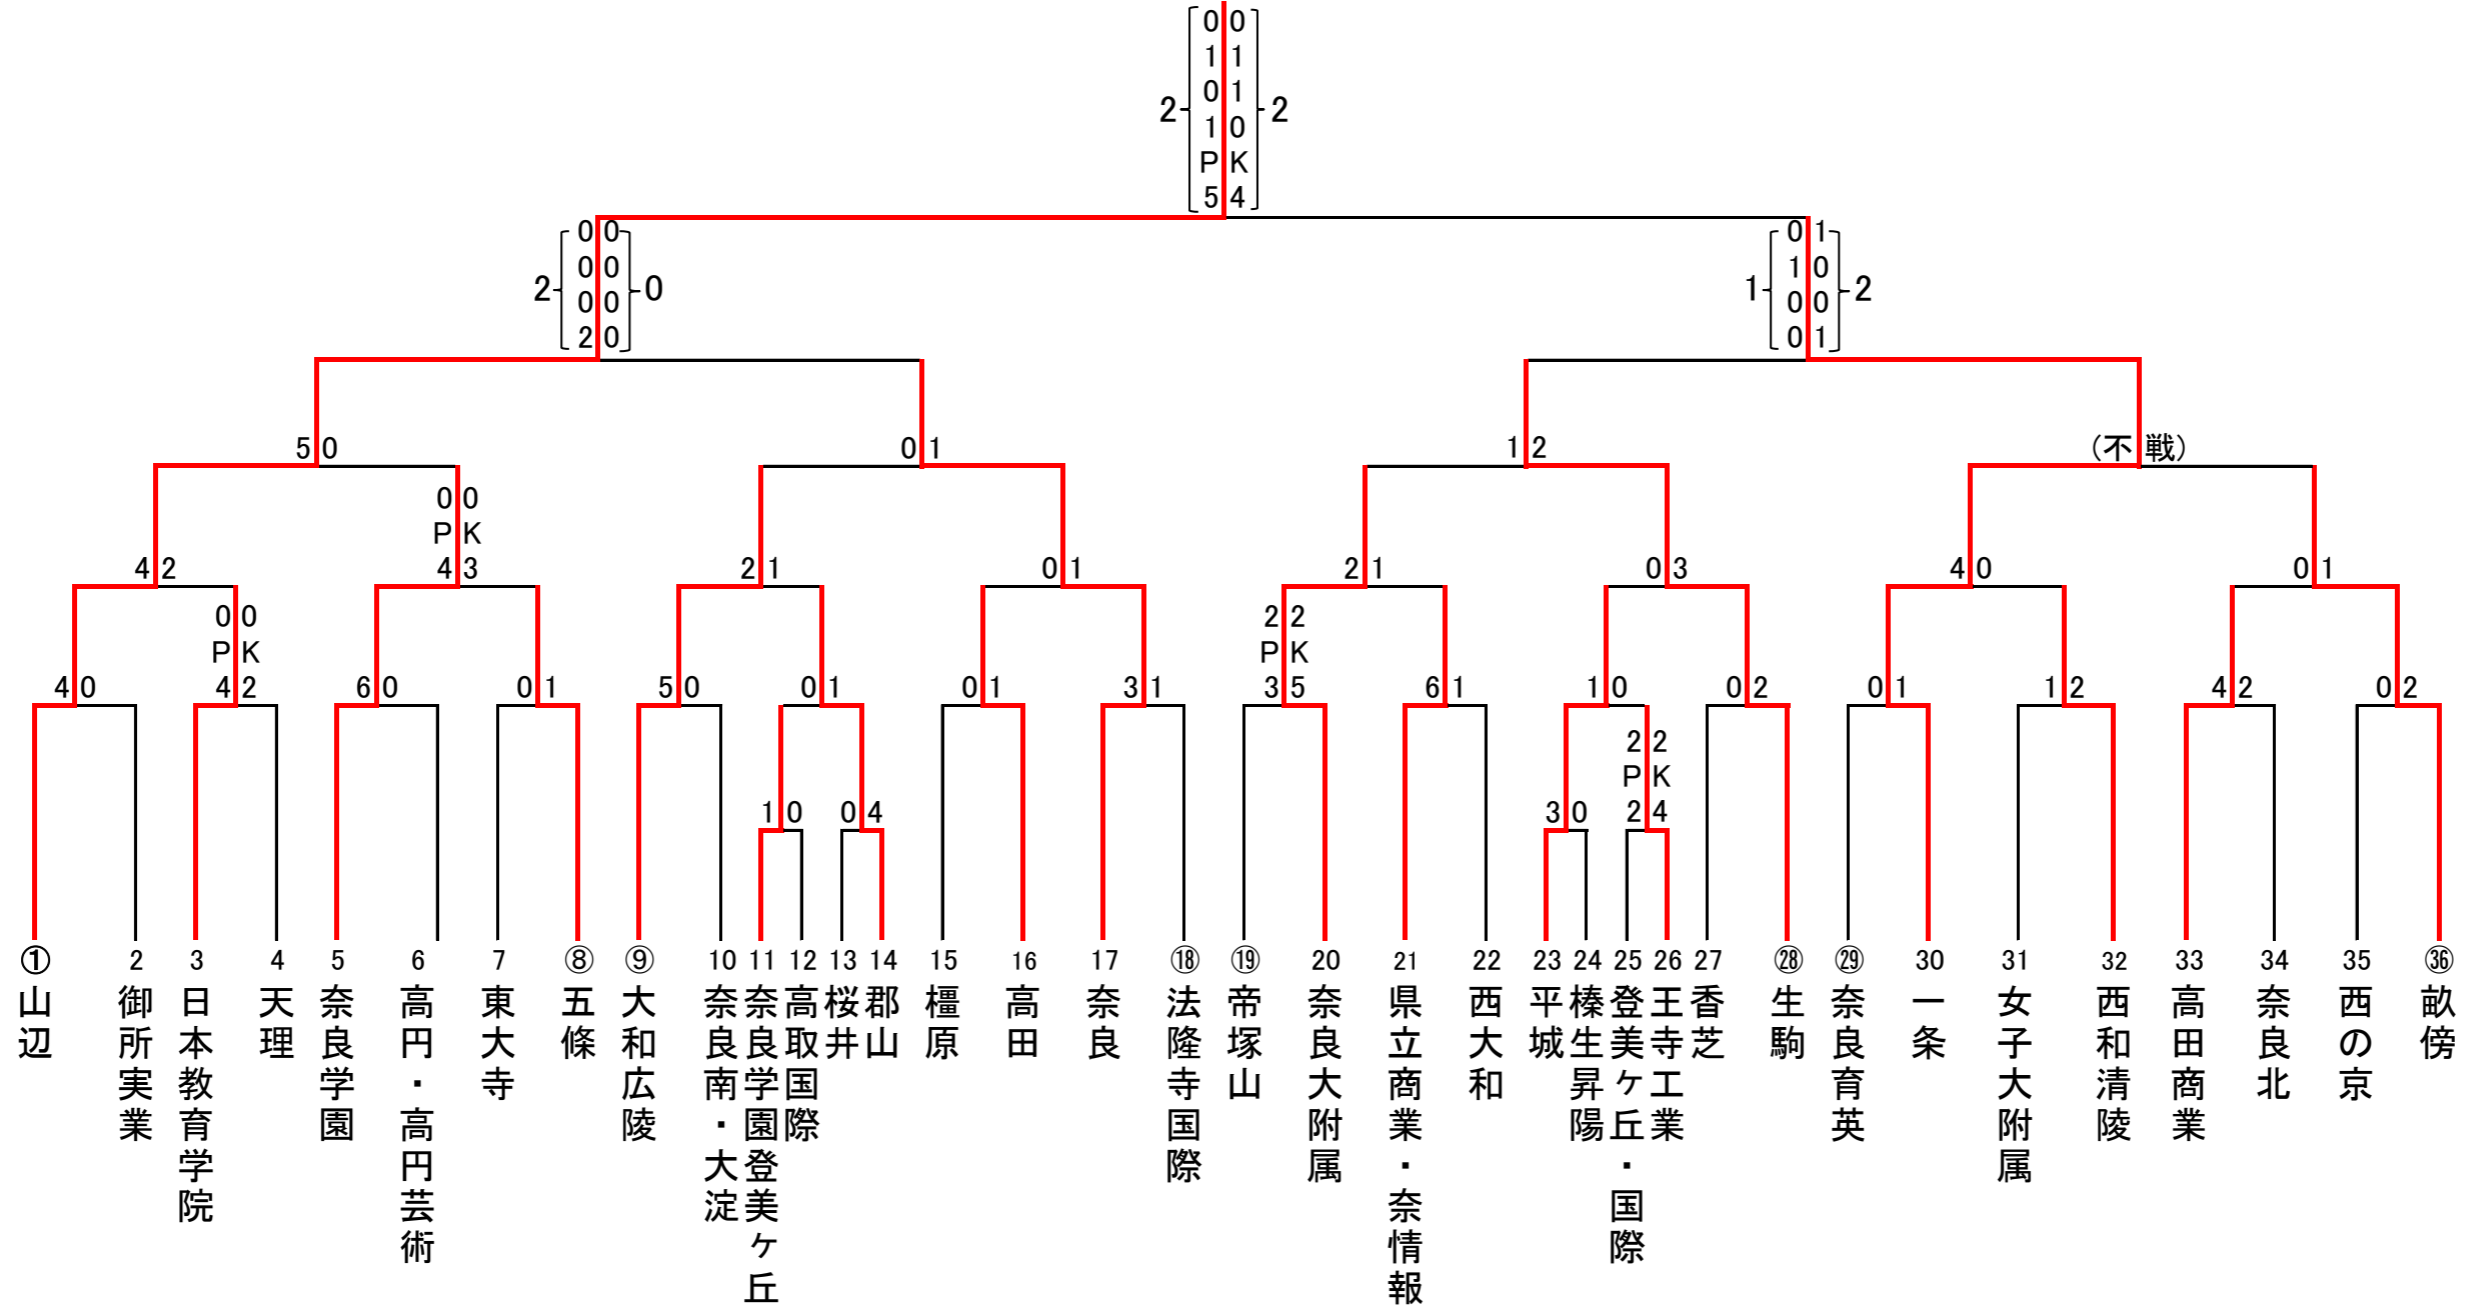 0 0
1 1
0 1
2 2
1 0
P K
5 4
0 0
0 0
2 0
0 0
2 0
0 1
1 0
1 2
0 0
0 1
5 0
0 1
1 2
(不 戦)
0 0
P K
4 2
4 3
2 1
0 1
2 1
0 3
4 0
0 1
0 0
P K
2 2
P K
4 0
4 2
6 0
0 1
5 0
0 1
0 1
3 1
3 5
6 1
1 0
0 2
0 1
1 2
4 2
0 2
2 2
P K
1 0
0 4
3 0
2 4
①
2
3
4
5
6
7
⑧
⑨
10
11
12
13
14
15
16
17
⑱
⑲
20
21
22
23
24
25
26
27
㉘
㉙
30
31
32
33
34
35
㊱
山辺
御所実業
日本教育学院
天理
奈良学園
高円・高円芸術
東大寺
五條
大和広陵
奈良南・大淀
奈良学園登美ヶ丘
高取国際
桜井
郡山
橿原
高田
奈良
法隆寺国際
帝塚山
奈良大附属
県立商業・奈情報
西大和
平城
榛生昇陽
登美ヶ丘・国際
王寺工業
香芝
生駒
奈良育英
一条
女子大附属
西和清陵
高田商業
奈良北
西の京
畝傍